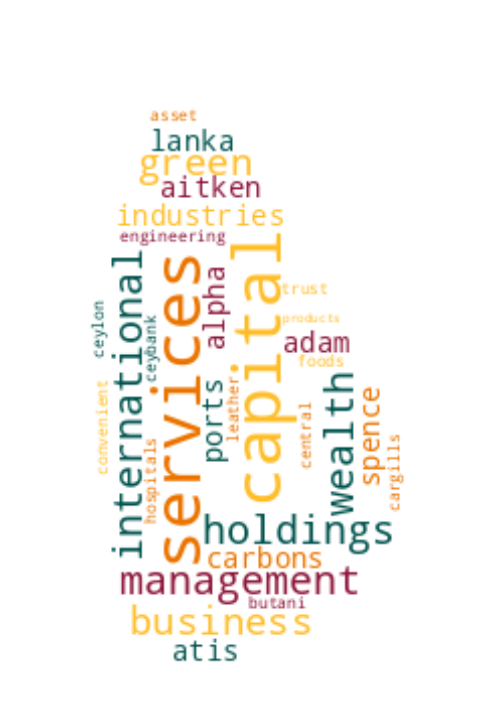 asset
lanka
green
aitken
industries
engineering
international
services
capital
alpha
trust
ceylon
products
ceybank
adam
foods
wealth
ports
leather
convenient
spence
central
cargills
hospitals
holdings
carbons
management
butani
business
atis